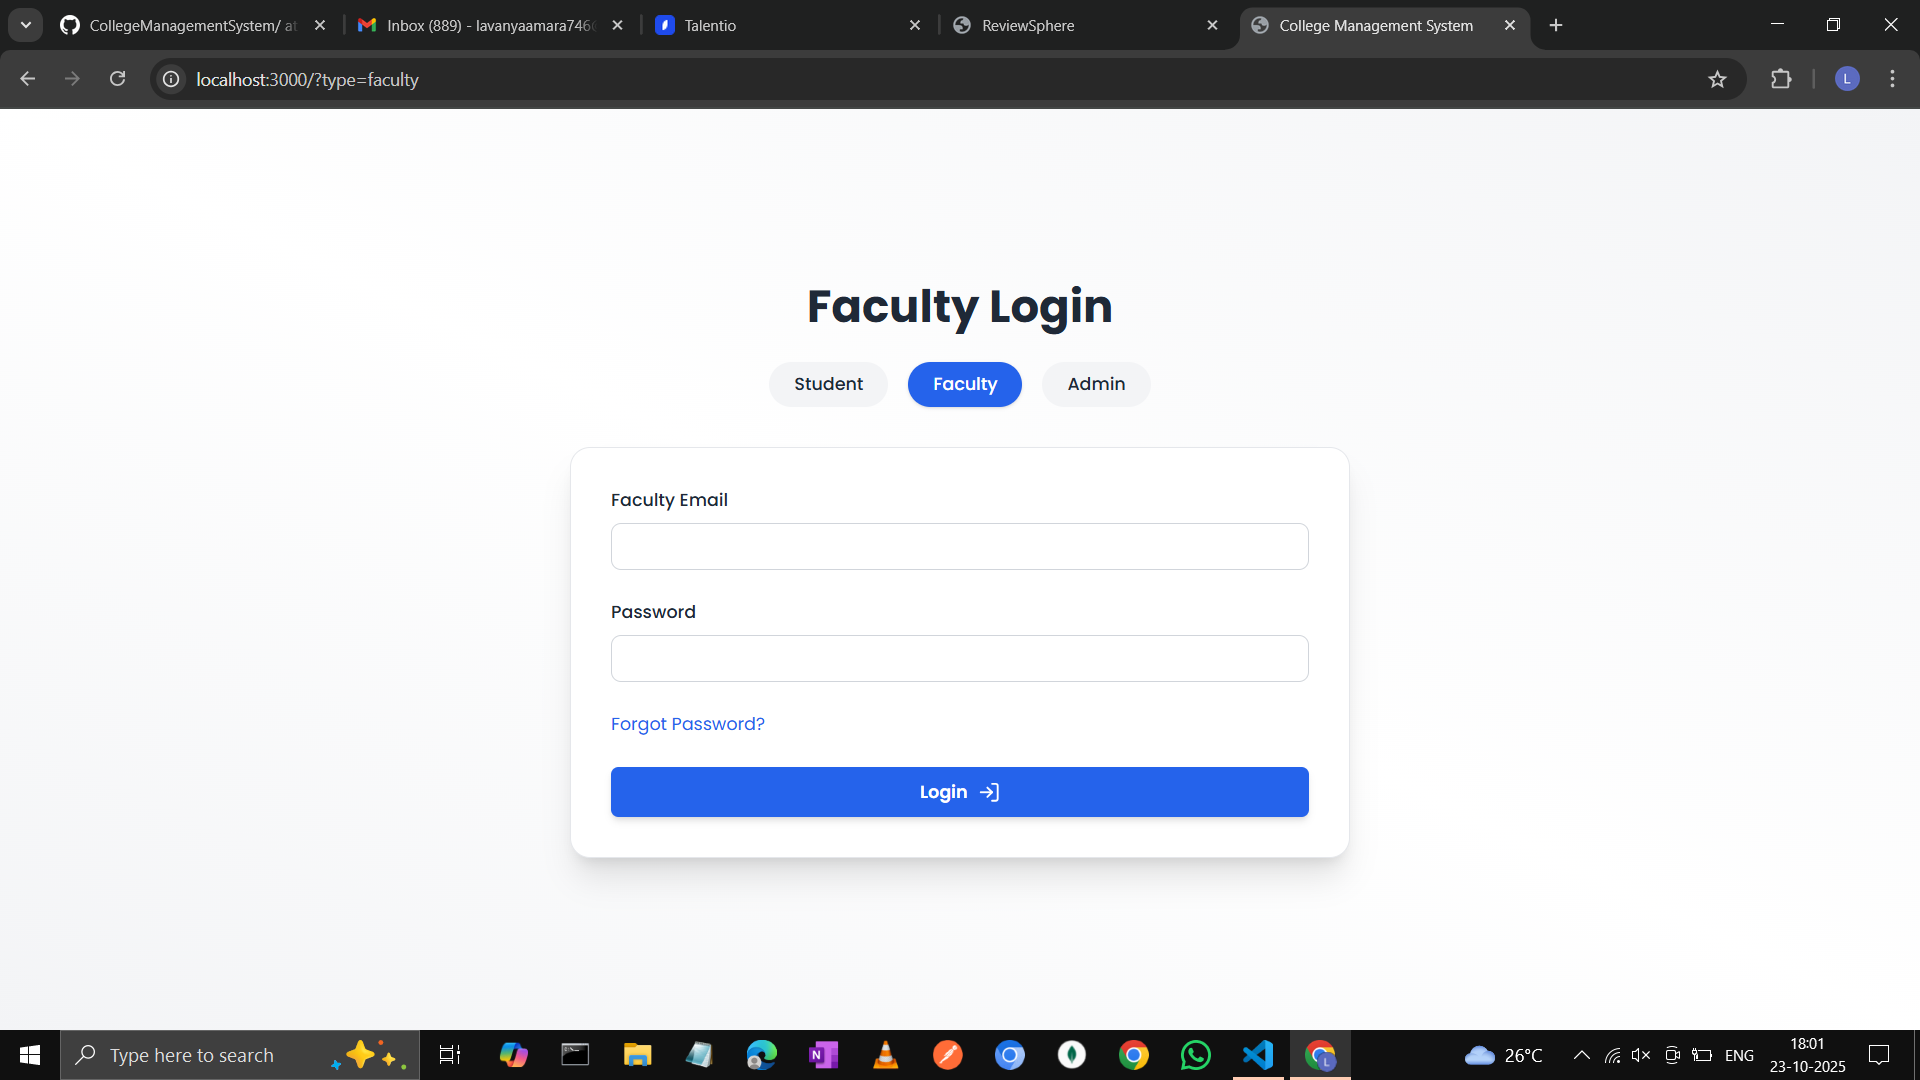 CollegeManagementSystem/ at
Inbox (889) - lavanyaamara746
Talentio
ReviewSphere
College Management System
localhost:3000/?type=faculty
L
Faculty Login
Student
Faculty
Admin
Faculty Email
Password
Forgot Password?
Login
Type here to search
N
L
26°C
ENG
18:01
23-10-2025